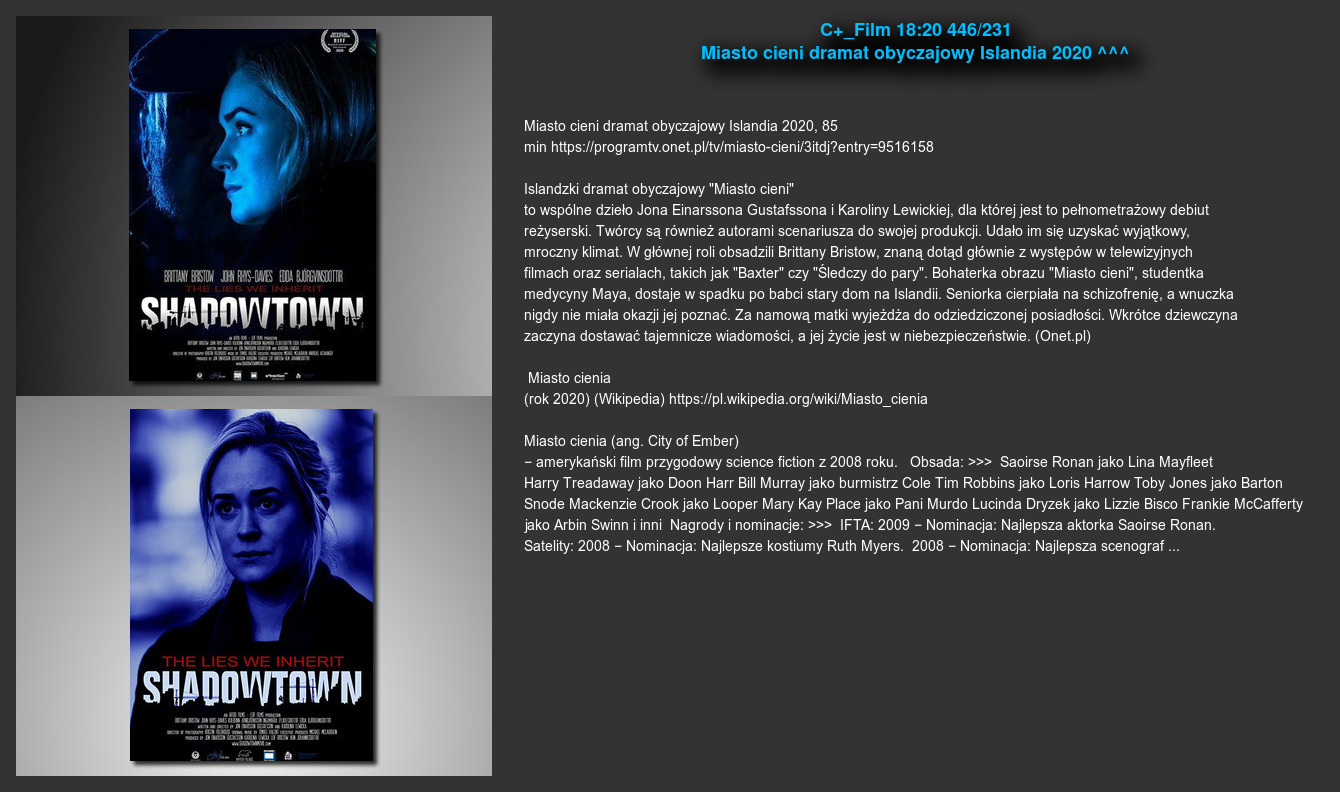 C+_Film 18:20 446/231
Miasto cieni dramat obyczajowy Islandia 2020 ^^^
Miasto cieni dramat obyczajowy Islandia 2020, 85
min https://programtv.onet.pl/tv/miasto-cieni/3itdj?entry=9516158
Islandzki dramat obyczajowy "Miasto cieni"
to wspólne dzieło Jona Einarssona Gustafssona i Karoliny Lewickiej, dla której jest to pełnometrażowy debiut
reżyserski. Twórcy są również autorami scenariusza do swojej produkcji. Udało im się uzyskać wyjątkowy,
mroczny klimat. W głównej roli obsadzili Brittany Bristow, znaną dotąd głównie z występów w telewizyjnych
filmach oraz serialach, takich jak "Baxter" czy "Śledczy do pary". Bohaterka obrazu "Miasto cieni", studentka
medycyny Maya, dostaje w spadku po babci stary dom na Islandii. Seniorka cierpiała na schizofrenię, a wnuczka
nigdy nie miała okazji jej poznać. Za namową matki wyjeżdża do odziedziczonej posiadłości. Wkrótce dziewczyna
zaczyna dostawać tajemnicze wiadomości, a jej życie jest w niebezpieczeństwie. (Onet.pl)
Miasto cienia
(rok 2020) (Wikipedia) https://pl.wikipedia.org/wiki/Miasto_cienia
Miasto cienia (ang. City of Ember)
– amerykański film przygodowy science fiction z 2008 roku. Obsada: >>> Saoirse Ronan jako Lina Mayfleet
Harry Treadaway jako Doon Harr Bill Murray jako burmistrz Cole Tim Robbins jako Loris Harrow Toby Jones jako Barton
Snode Mackenzie Crook jako Looper Mary Kay Place jako Pani Murdo Lucinda Dryzek jako Lizzie Bisco Frankie McCafferty
jako Arbin Swinn i inni Nagrody i nominacje: >>> IFTA: 2009 – Nominacja: Najlepsza aktorka Saoirse Ronan.
Satelity: 2008 – Nominacja: Najlepsze kostiumy Ruth Myers. 2008 – Nominacja: Najlepsza scenograf ...
BRITTANY BRISTOW JOHN RHYS-DAVIES EDDA BJÖRGVINSDOTTIR
THE LIES WE INHERIT
SHADOWTOWN
THE LIES WE INHERIT
SHADOWTOWN